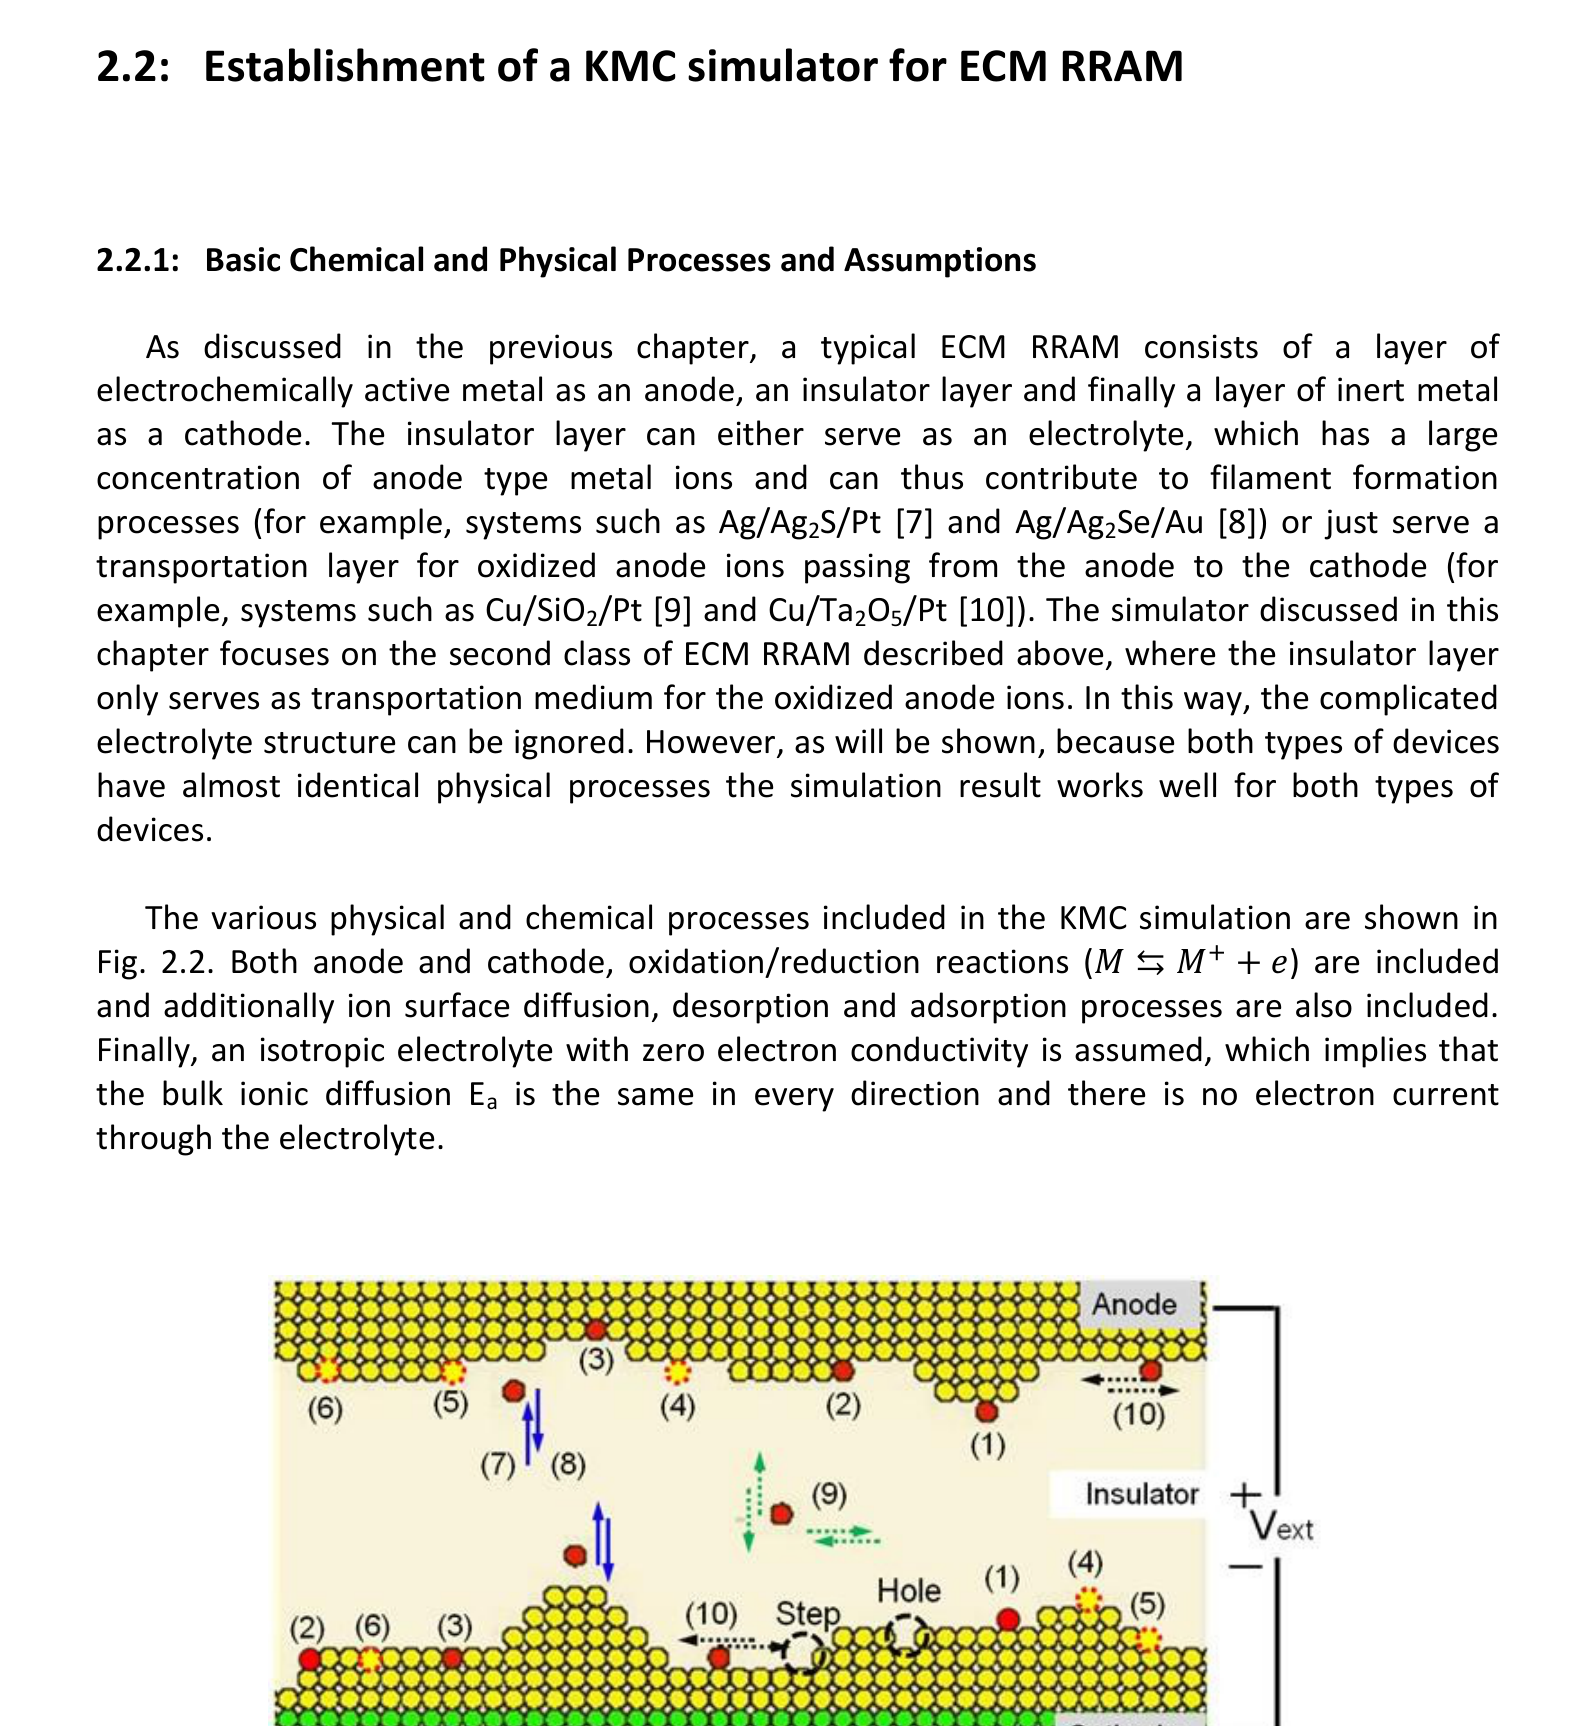 2.2: Establishment of a KMC simulator for ECM RRAM
2.2.1: Basic Chemical and Physical Processes and Assumptions
As discussed in the previous chapter, a typical ECM RRAM consists of a layer of
electrochemically active metal as an anode, an insulator layer and finally a layer of inert metal
as a cathode. The insulator layer can either serve as an electrolyte, which has a large
concentration of anode type metal ions and can thus contribute to filament formation
processes (for example, systems such as Ag/Ag₂S/Pt [7] and Ag/Ag₂Se/Au [8]) or just serve a
transportation layer for oxidized anode ions passing from the anode to the cathode (for
example, systems such as Cu/SiO₂/Pt [9] and Cu/Ta₂O₅/Pt [10]). The simulator discussed in this
chapter focuses on the second class of ECM RRAM described above, where the insulator layer
only serves as transportation medium for the oxidized anode ions. In this way, the complicated
electrolyte structure can be ignored. However, as will be shown, because both types of devices
have almost identical physical processes the simulation result works well for both types of
devices.
The various physical and chemical processes included in the KMC simulation are shown in
Fig. 2.2. Both anode and cathode, oxidation/reduction reactions (M ⇆ M⁺ + e) are included
and additionally ion surface diffusion, desorption and adsorption processes are also included.
Finally, an isotropic electrolyte with zero electron conductivity is assumed, which implies that
the bulk ionic diffusion Eₐ is the same in every direction and there is no electron current
through the electrolyte.
Anode
(3)
(6) (5) (4) (2) (10)
(1)
(7) (8)
(9)
Insulator +
Vext
−
(4)
(1)
Hole
(5)
(10) Step
(2) (6) (3)